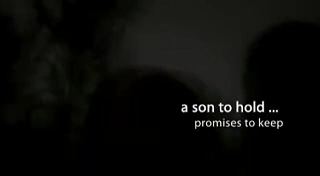 a son to hold ...
promises to keep